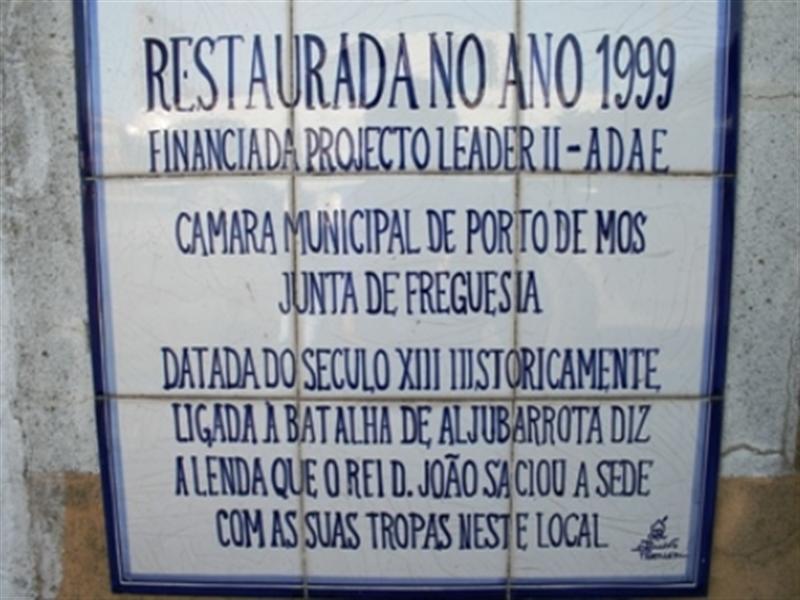 RESTAURADA NO ANO 1999
FINANCIADA PROJECTO LEADER II - ADAE
CAMARA MUNICIPAL DE PORTO DE MOS
JUNTA DE FREGUESIA
DATADA DO SECULO XIII HISTORICAMENTE
LIGADA À BATALHA DE ALJUBARROTA DIZ
A LENDA QUE O REI D. JOÃO SACIOU A SEDE
COM AS SUAS TROPAS NESTE LOCAL